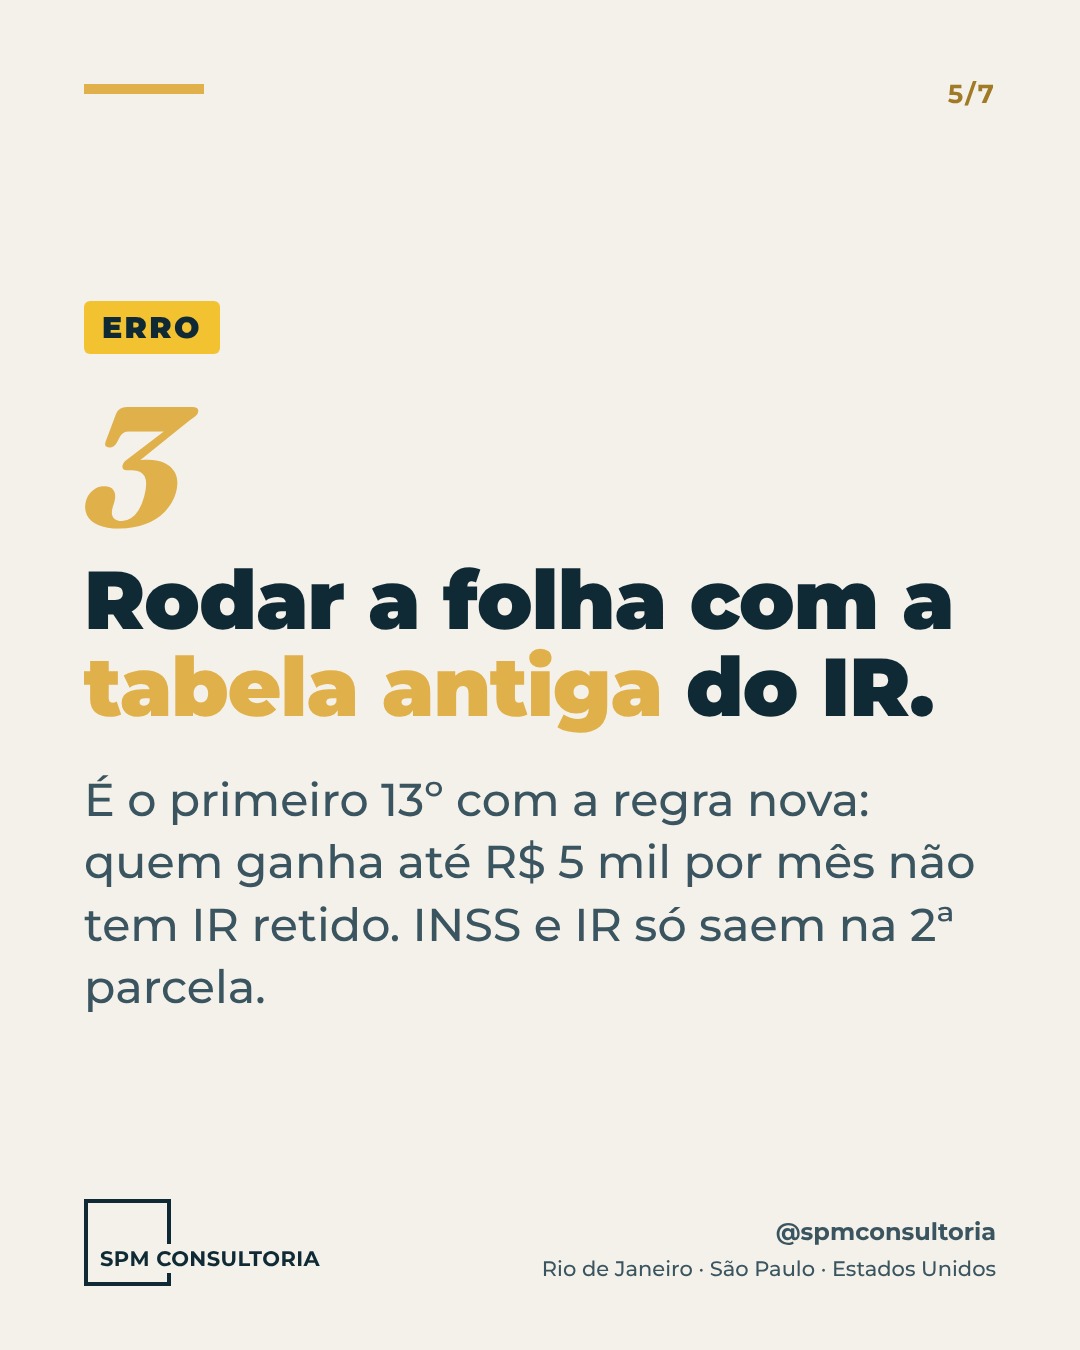 5/7
ERRO
3
Rodar a folha com a
tabela antiga do IR.
É o primeiro 13º com a regra nova:
quem ganha até R$ 5 mil por mês não
tem IR retido. INSS e IR só saem na 2ª
parcela.
SPM CONSULTORIA
@spmconsultoria
Rio de Janeiro · São Paulo · Estados Unidos